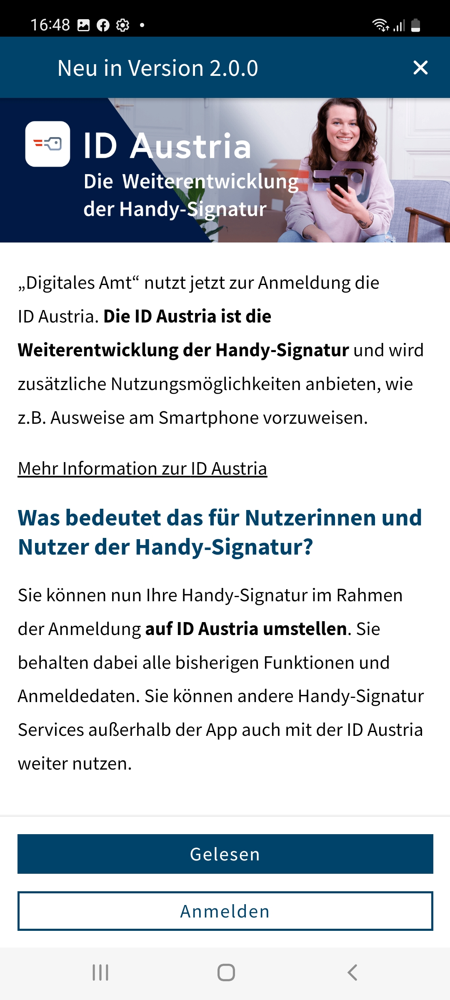 16:48
Neu in Version 2.0.0
ID Austria
Die Weiterentwicklung
der Handy-Signatur
„Digitales Amt“ nutzt jetzt zur Anmeldung die
ID Austria. Die ID Austria ist die
Weiterentwicklung der Handy-Signatur und wird
zusätzliche Nutzungsmöglichkeiten anbieten, wie
z.B. Ausweise am Smartphone vorzuweisen.
Mehr Information zur ID Austria
Was bedeutet das für Nutzerinnen und
Nutzer der Handy-Signatur?
Sie können nun Ihre Handy-Signatur im Rahmen
der Anmeldung auf ID Austria umstellen. Sie
behalten dabei alle bisherigen Funktionen und
Anmeldedaten. Sie können andere Handy-Signatur
Services außerhalb der App auch mit der ID Austria
weiter nutzen.
Gelesen
Anmelden